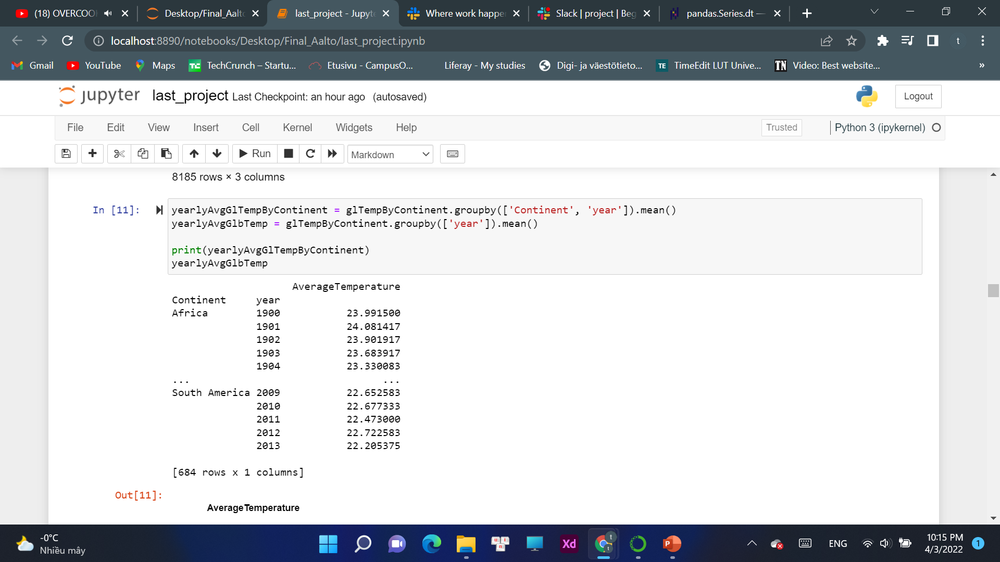 (18) OVERCOO
Desktop/Final_Aalto
last_project - Jupyte
Where work happe
Slack | project | Beg
pandas.Series.dt —
localhost:8890/notebooks/Desktop/Final_Aalto/last_project.ipynb
t
Gmail
YouTube
Maps
TechCrunch – Startu...
Etusivu - CampusO...
Liferay - My studies
Digi- ja väestötieto...
TE TimeEdit LUT Unive...
TN Video: Best website...
»
jupyter last_project Last Checkpoint: an hour ago (autosaved)
Logout
File Edit View Insert Cell Kernel Widgets Help
Trusted
Python 3 (ipykernel)
Run
Markdown
8185 rows × 3 columns
In [11]:
yearlyAvgGlTempByContinent = glTempByContinent.groupby(['Continent', 'year']).mean()
yearlyAvgGlbTemp = glTempByContinent.groupby(['year']).mean()
print(yearlyAvgGlTempByContinent)
yearlyAvgGlbTemp
AverageTemperature
Continent year
Africa 1900 23.991500
1901 24.081417
1902 23.901917
1903 23.683917
1904 23.330083
... ...
South America 2009 22.652583
2010 22.677333
2011 22.473000
2012 22.722583
2013 22.205375
[684 rows x 1 columns]
Out[11]:
AverageTemperature
-0°C
Nhiều mây
Xd
t
t
P
ENG
10:15 PM
4/3/2022
1